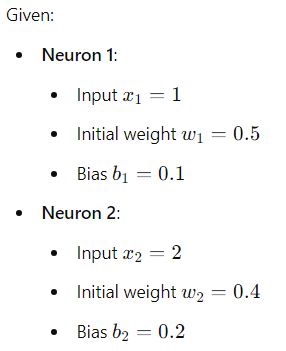 Given:
• Neuron 1:
• Input x₁ = 1
• Initial weight w₁ = 0.5
• Bias b₁ = 0.1
• Neuron 2:
• Input x₂ = 2
• Initial weight w₂ = 0.4
• Bias b₂ = 0.2